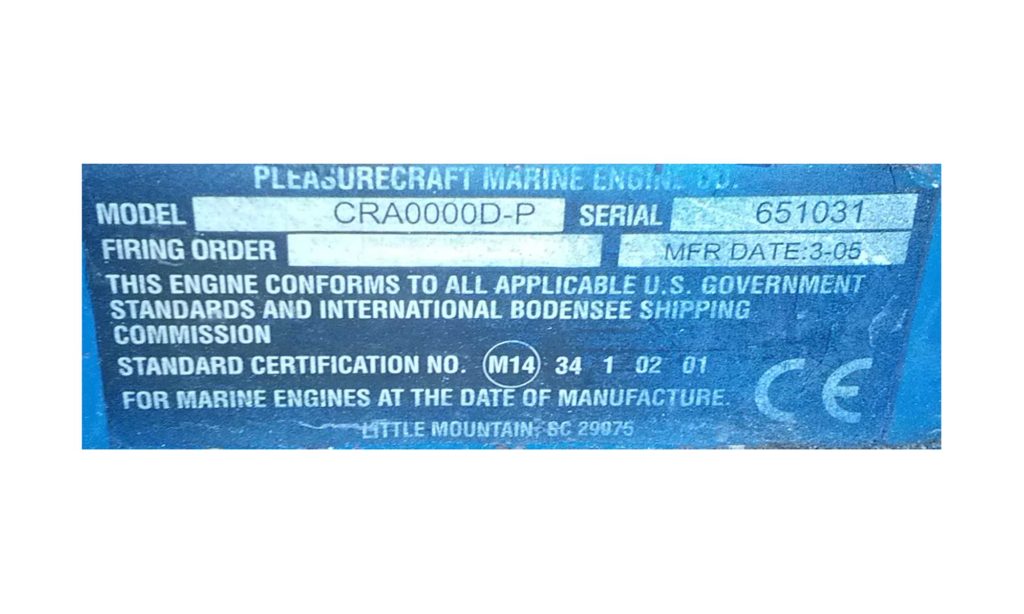 PLEASURECRAFT MARINE ENGINE CO.
MODEL CRA0000D-P SERIAL 651031
FIRING ORDER MFR DATE:3-05
THIS ENGINE CONFORMS TO ALL APPLICABLE U.S. GOVERNMENT
STANDARDS AND INTERNATIONAL BODENSEE SHIPPING
COMMISSION
STANDARD CERTIFICATION NO. M14 34 1 02 01
FOR MARINE ENGINES AT THE DATE OF MANUFACTURE.
CE
LITTLE MOUNTAIN, SC 29075